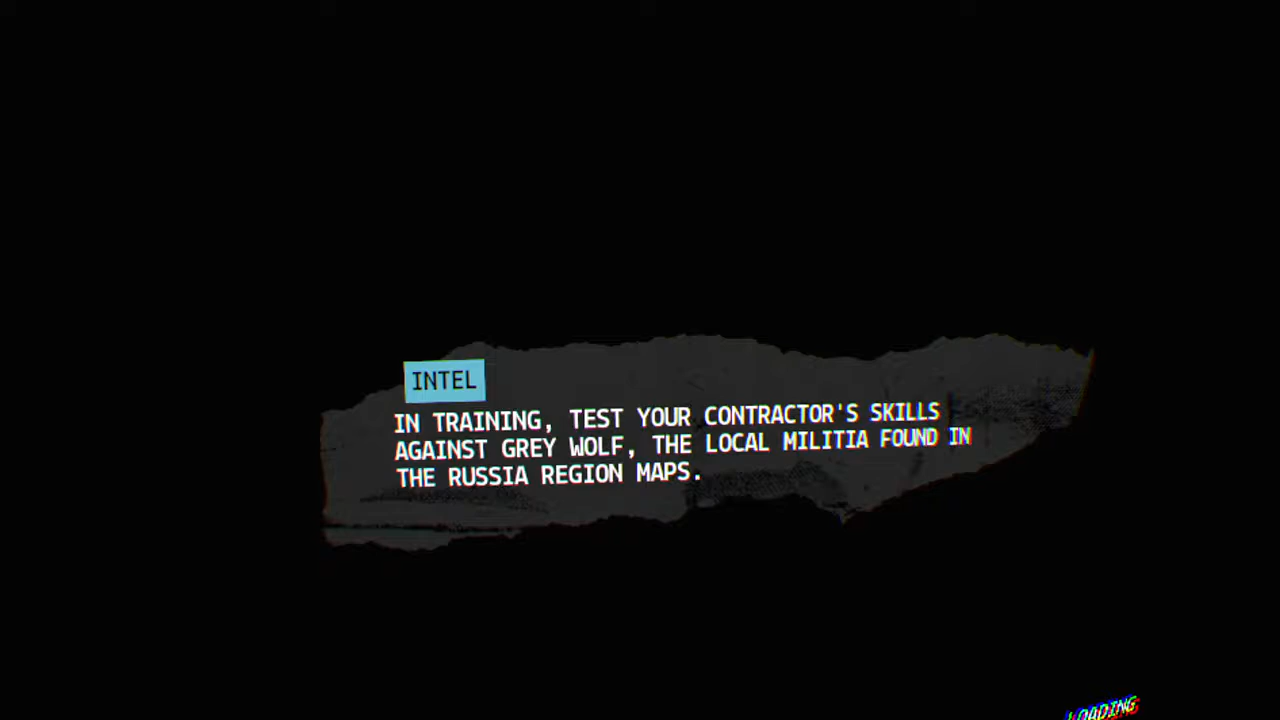 INTEL
IN TRAINING, TEST YOUR CONTRACTOR'S SKILLS
AGAINST GREY WOLF, THE LOCAL MILITIA FOUND IN
THE RUSSIA REGION MAPS.
LOADING